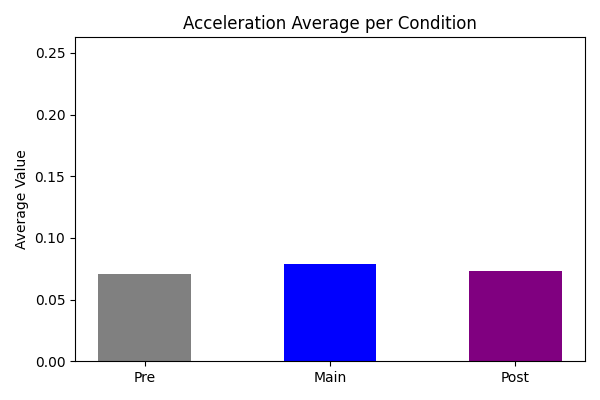 Acceleration Average per Condition
0.25
0.20
0.15
0.10
0.05
0.00
Average Value
Pre
Main
Post